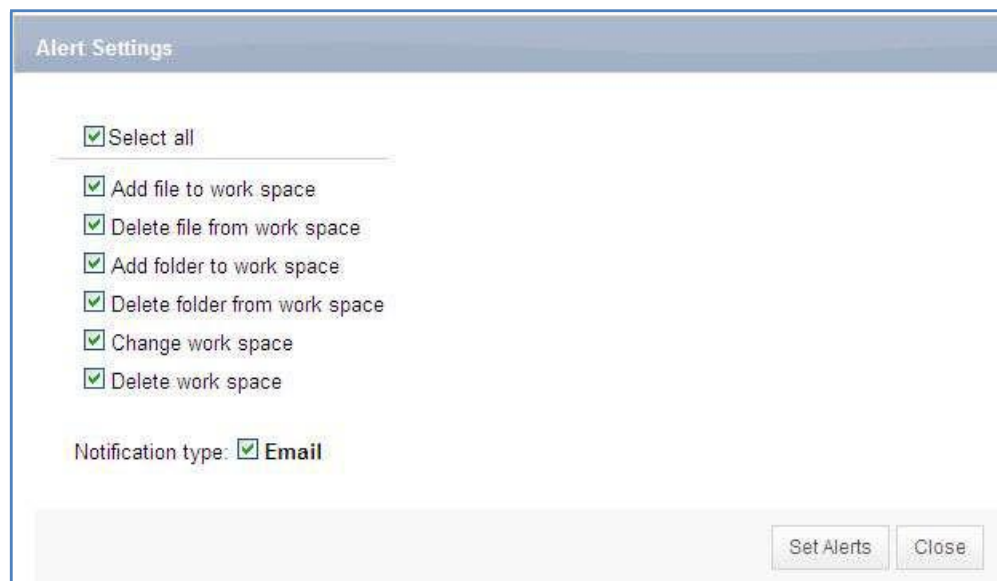 Alert Settings
Select all
Add file to work space
Delete file from work space
Add folder to work space
Delete folder from work space
Change work space
Delete work space
Notification type: Email
Set Alerts Close